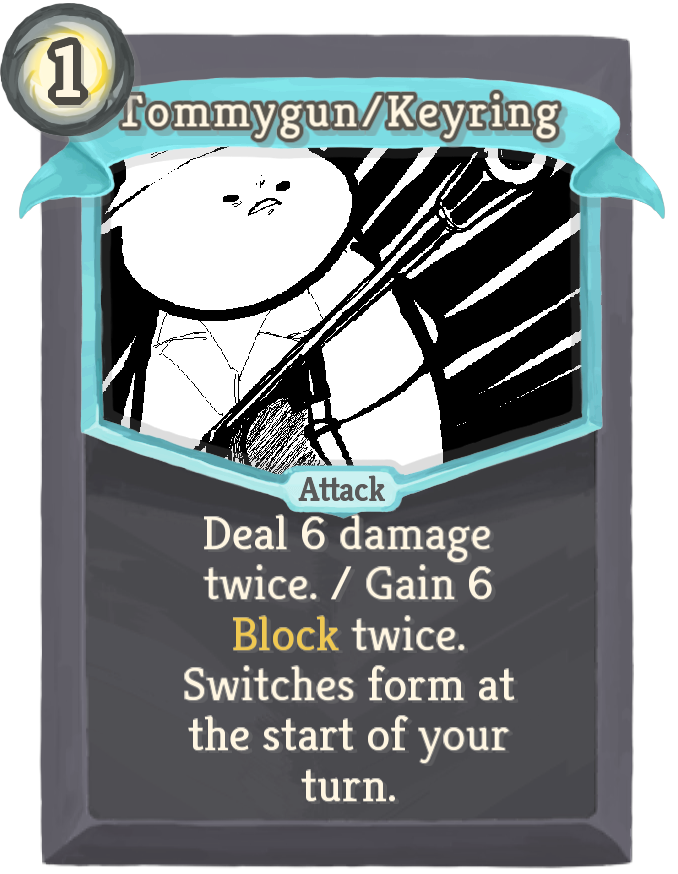 1
Tommygun/Keyring
Attack
Deal 6 damage
twice. / Gain 6
Block twice.
Switches form at
the start of your
turn.